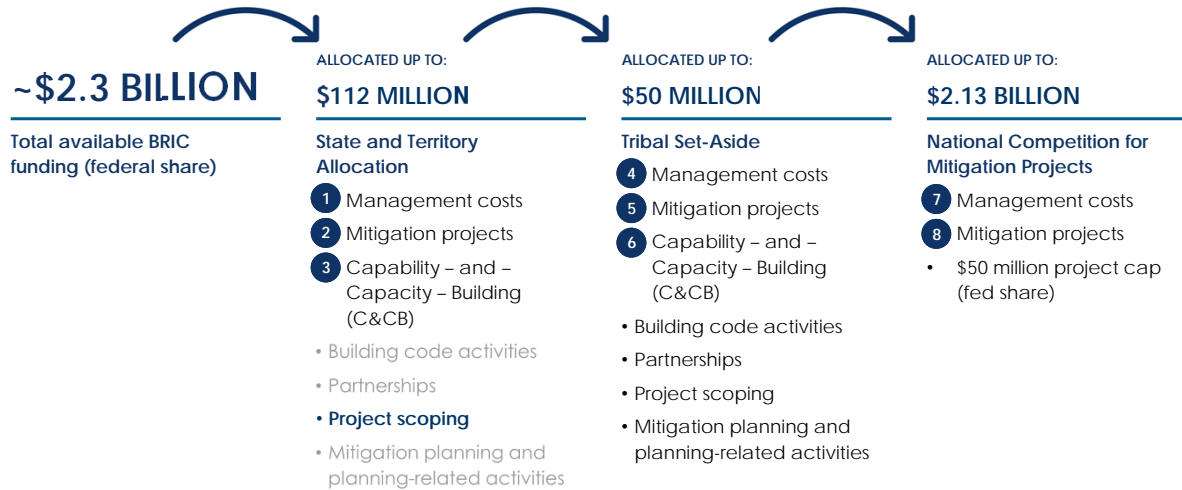 ~$2.3 BILLION
Total available BRIC
funding (federal share)
ALLOCATED UP TO:
$112 MILLION
State and Territory
Allocation
1 Management costs
2 Mitigation projects
3 Capability – and –
Capacity – Building
(C&CB)
• Building code activities
• Partnerships
• Project scoping
• Mitigation planning and
planning-related activities
ALLOCATED UP TO:
$50 MILLION
Tribal Set-Aside
4 Management costs
5 Mitigation projects
6 Capability – and –
Capacity – Building
(C&CB)
• Building code activities
• Partnerships
• Project scoping
• Mitigation planning and
planning-related activities
ALLOCATED UP TO:
$2.13 BILLION
National Competition for
Mitigation Projects
7 Management costs
8 Mitigation projects
• $50 million project cap
(fed share)